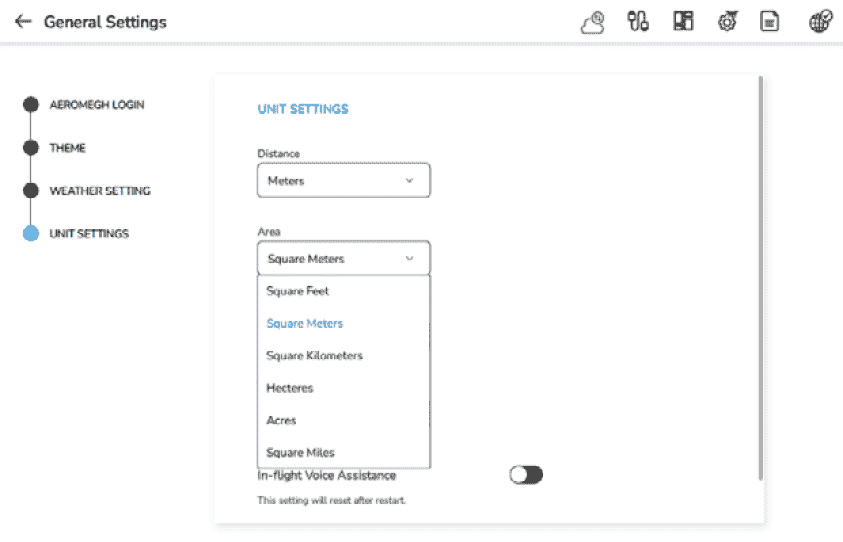 General Settings
AEROMEGH LOGIN
THEME
WEATHER SETTING
UNIT SETTINGS
UNIT SETTINGS
Distance
Meters
Area
Square Meters
Square Feet
Square Meters
Square Kilometers
Hecteres
Acres
Square Miles
In-flight Voice Assistance
This setting will reset after restart.